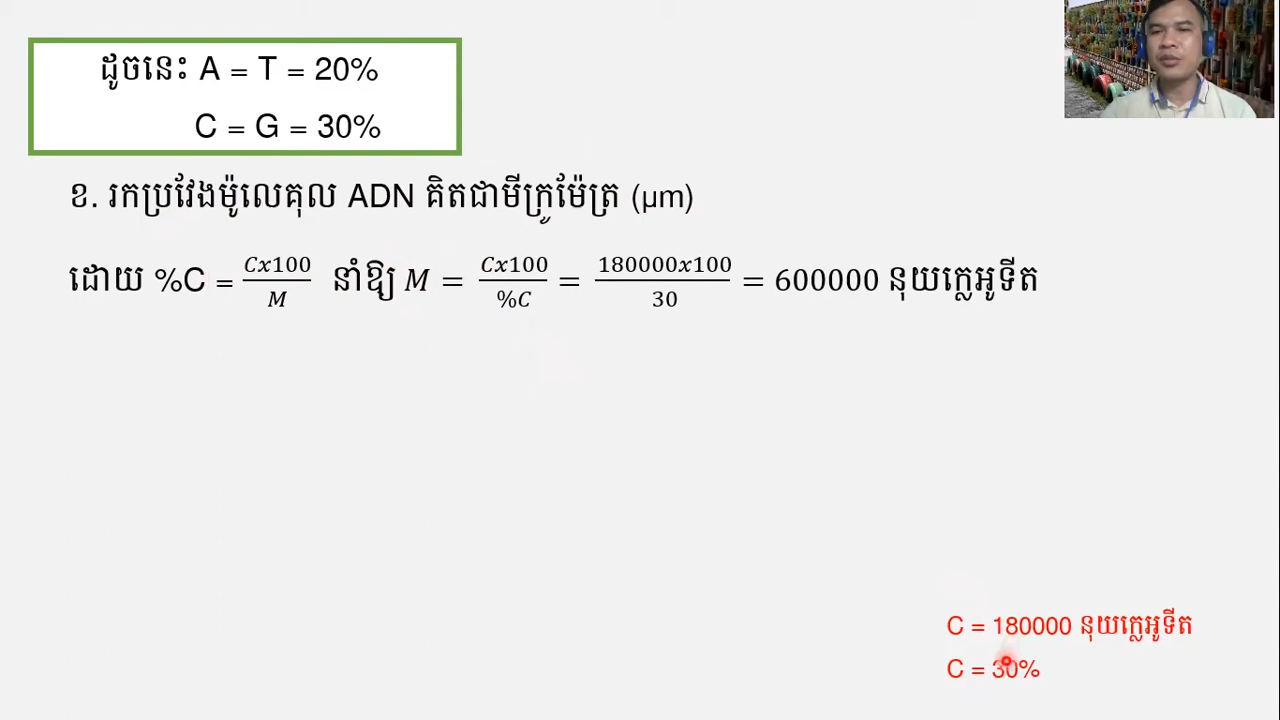 ដូចនេះ A = T = 20%
C = G = 30%
ខ. រកប្រវែងម៉ូលេគុល ADN គិតជាមីក្រូម៉ែត្រ (µm)
ដោយ %C = Cx100/M នាំឱ្យ M = Cx100/%C = 180000x100/30 = 600000 នុយក្លេអូទីត
C = 180000 នុយក្លេអូទីត
C = 30%